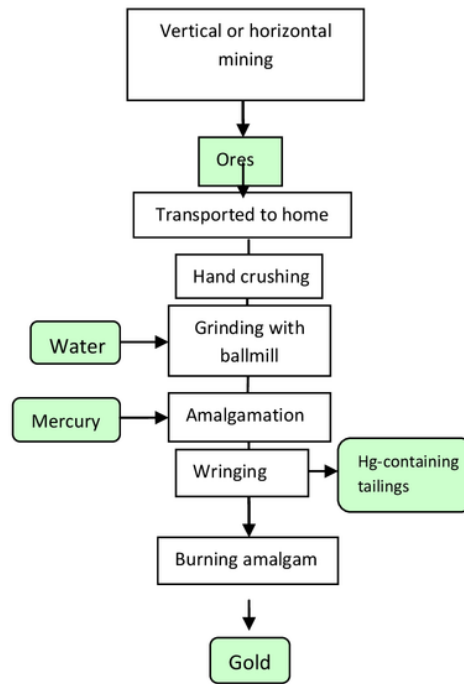 Vertical or horizontal
mining
Ores
Transported to home
Hand crushing
Grinding with
ballmill
Water
Mercury
Amalgamation
Wringing
Hg-containing
tailings
Burning amalgam
Gold